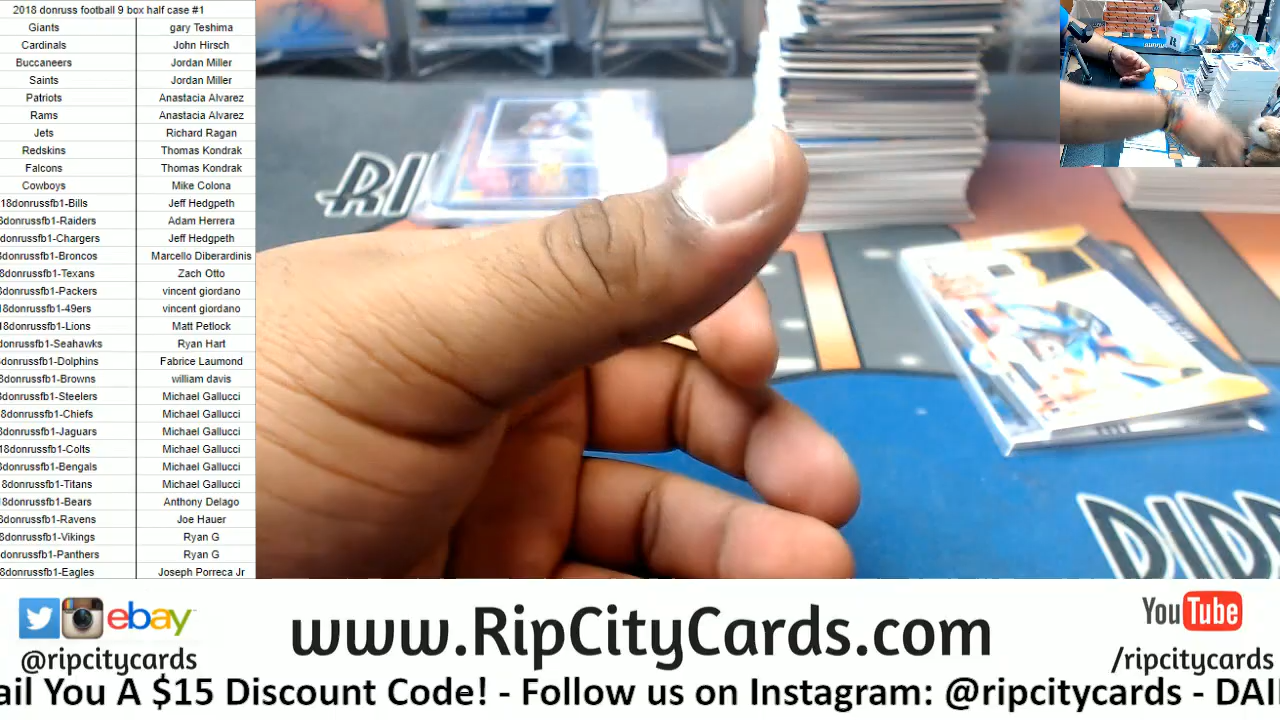 2018 donruss football 9 box half case #1
Giants gary Teshima
Cardinals John Hirsch
Buccaneers Jordan Miller
Saints Jordan Miller
Patriots Anastacia Alvarez
Rams Anastacia Alvarez
Jets Richard Ragan
Redskins Thomas Kondrak
Falcons Thomas Kondrak
Cowboys Mike Colona
18donrussfb1-Bills Jeff Hedgpeth
8donrussfb1-Raiders Adam Herrera
donrussfb1-Chargers Jeff Hedgpeth
donrussfb1-Broncos Marcello Diberardinis
8donrussfb1-Texans Zach Otto
8donrussfb1-Packers vincent giordano
18donrussfb1-49ers vincent giordano
18donrussfb1-Lions Matt Petlock
donrussfb1-Seahawks Ryan Hart
8donrussfb1-Dolphins Fabrice Laumond
8donrussfb1-Browns william davis
8donrussfb1-Steelers Michael Gallucci
8donrussfb1-Chiefs Michael Gallucci
8donrussfb1-Jaguars Michael Gallucci
18donrussfb1-Colts Michael Gallucci
8donrussfb1-Bengals Michael Gallucci
18donrussfb1-Titans Michael Gallucci
18donrussfb1-Bears Anthony Delago
8donrussfb1-Ravens Joe Hauer
8donrussfb1-Vikings Ryan G
donrussfb1-Panthers Ryan G
8donrussfb1-Eagles Joseph Porreca Jr
RI
RIP
ebay
@ripcitycards
www.RipCityCards.com
YouTube
/ripcitycards
ail You A $15 Discount Code! - Follow us on Instagram: @ripcitycards - DAI